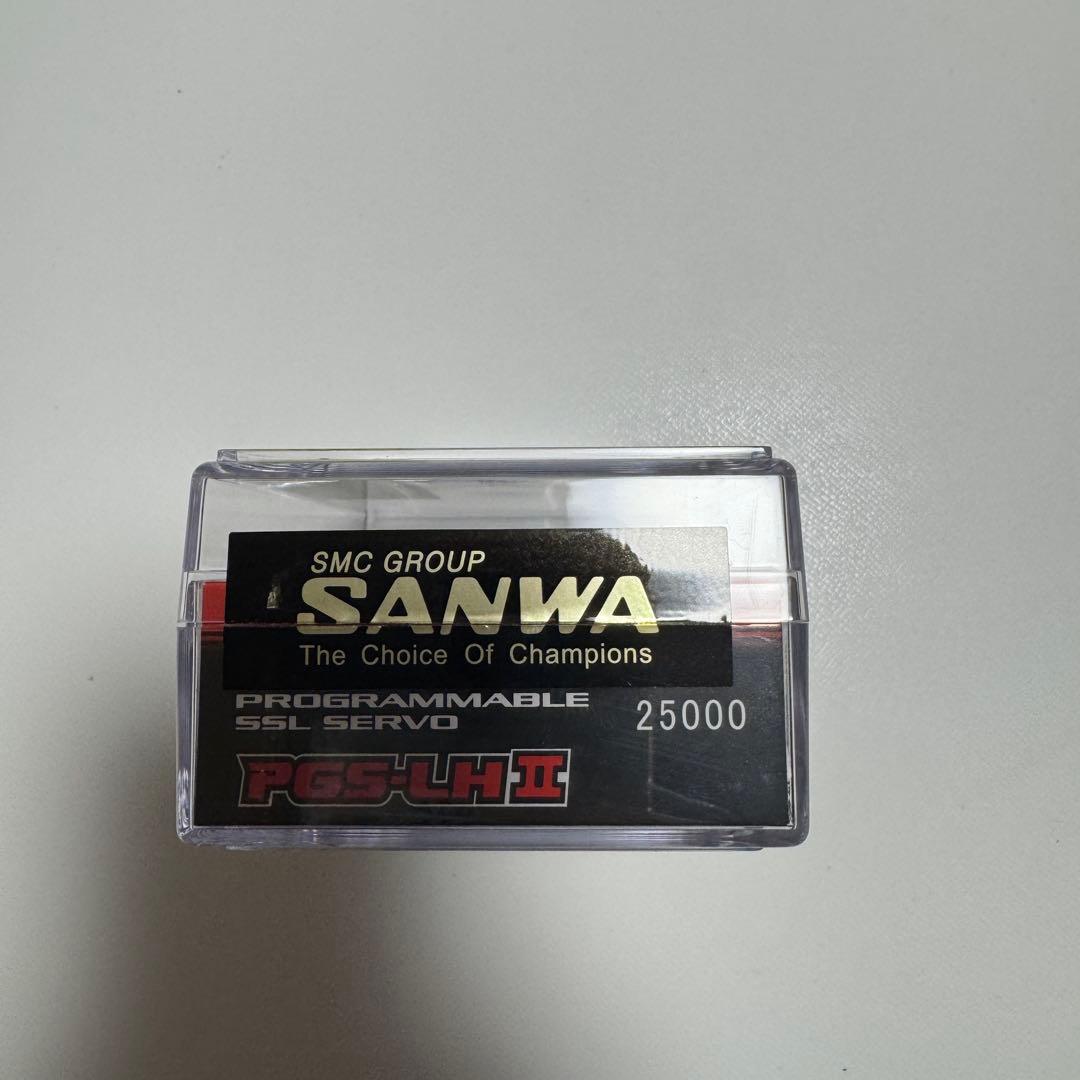 SMC GROUP
SANWA
The Choice Of Champions
PROGRAMMABLE
SSL SERVO
25000
PGS-LH II